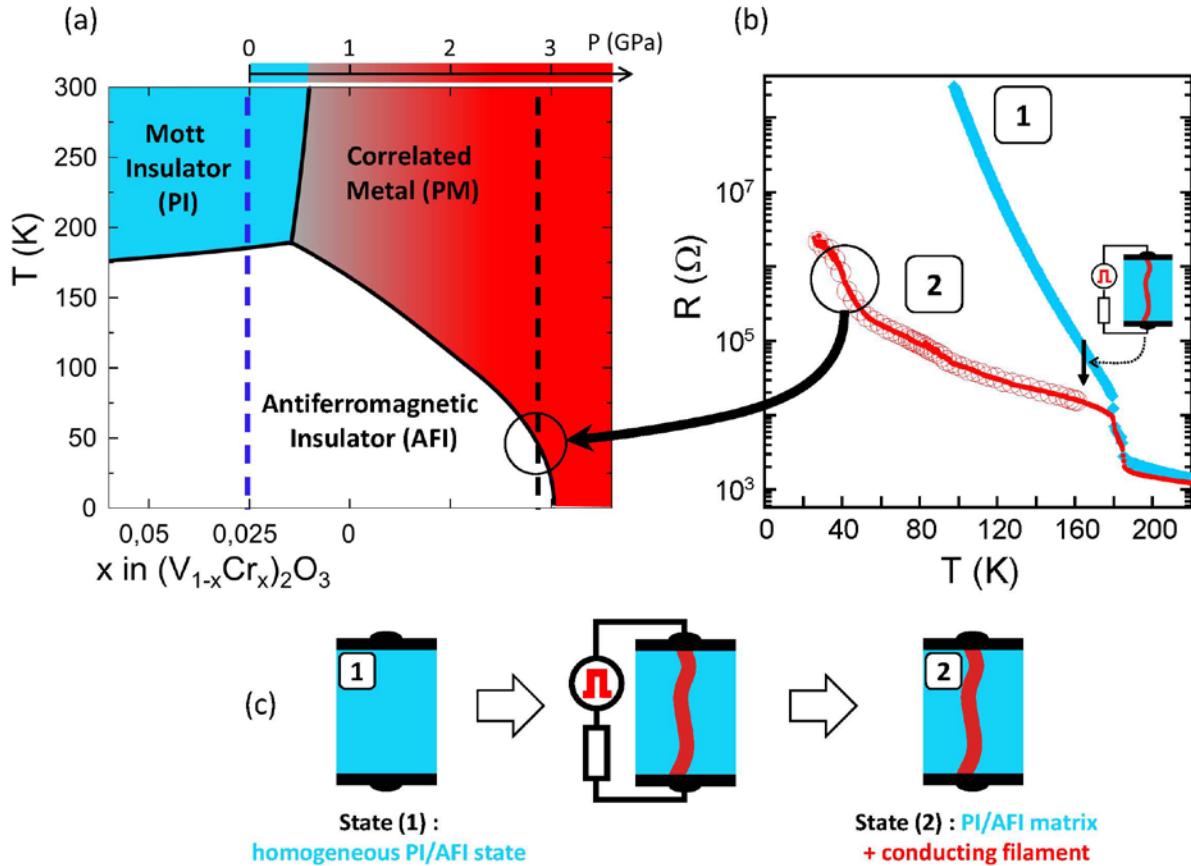 (a)
0 1 2 3 P (GPa)
300
250
200
150
100
50
0
T (K)
Mott
Insulator
(PI)
Correlated
Metal (PM)
Antiferromagnetic
Insulator (AFI)
0,05 0,025 0
x in (V1-xCrx)2O3
(b)
R (Ω)
10^7
10^5
10^3
1
2
0 40 80 120 160 200
T (K)
(c)
1
2
State (1) :
homogeneous PI/AFI state
State (2) : PI/AFI matrix
+ conducting filament